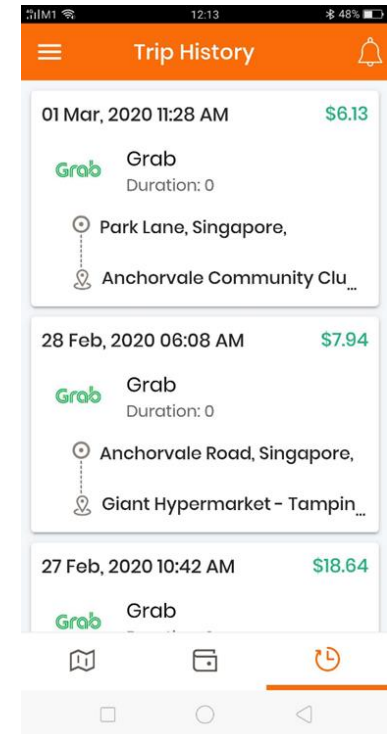 M1 12:13 48%
Trip History
01 Mar, 2020 11:28 AM $6.13
Grab Grab
Duration: 0
Park Lane, Singapore,
Anchorvale Community Clu...
28 Feb, 2020 06:08 AM $7.94
Grab Grab
Duration: 0
Anchorvale Road, Singapore,
Giant Hypermarket - Tampin...
27 Feb, 2020 10:42 AM $18.64
Grab Grab